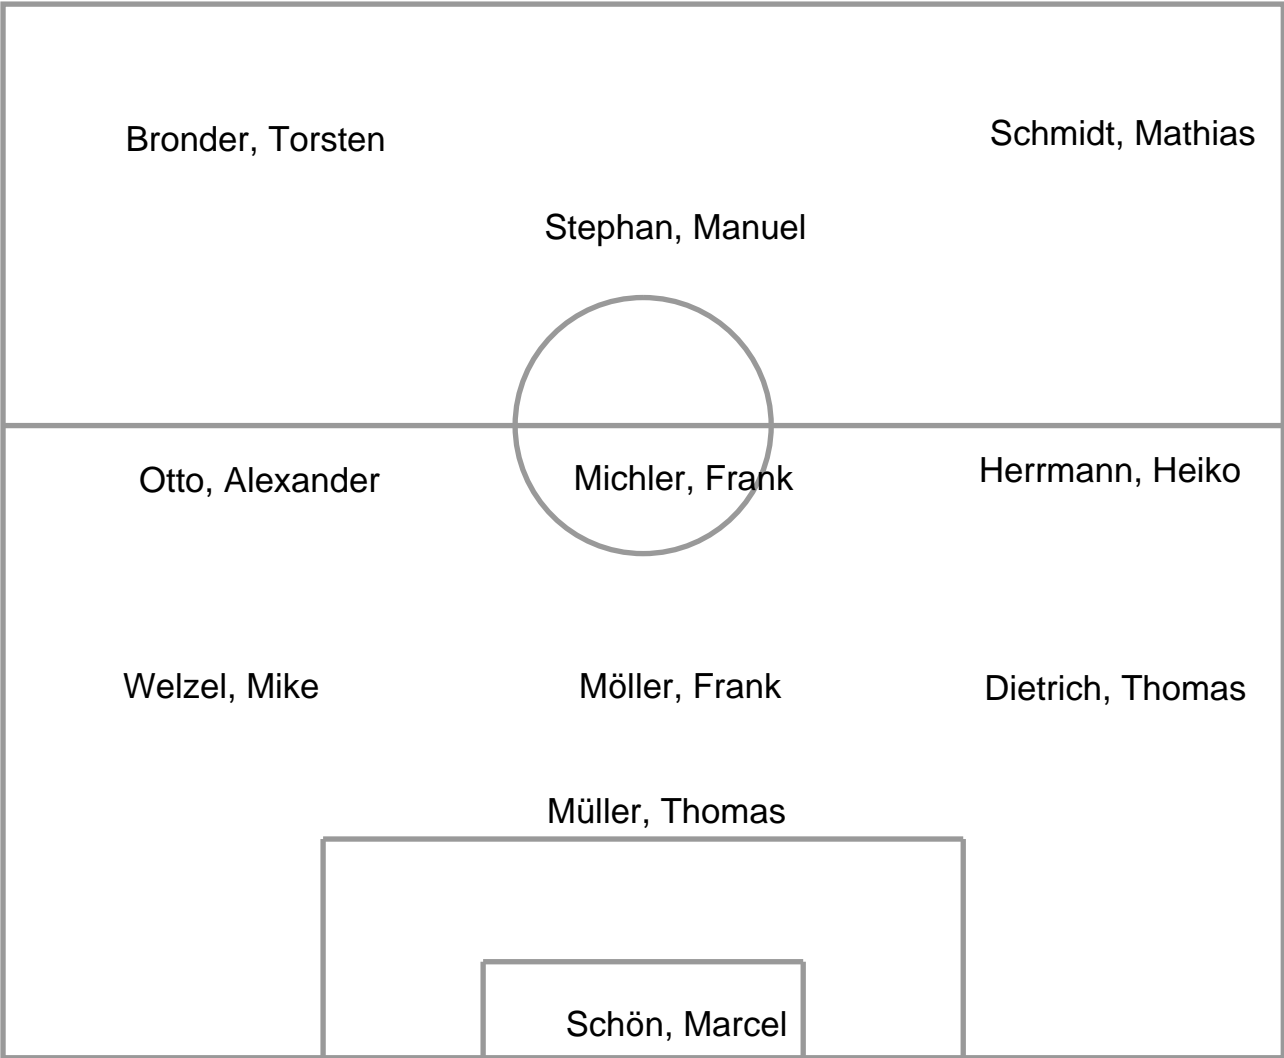 Bronder, Torsten
Schmidt, Mathias
Stephan, Manuel
Otto, Alexander
Michler, Frank
Herrmann, Heiko
Welzel, Mike
Möller, Frank
Dietrich, Thomas
Müller, Thomas
Schön, Marcel